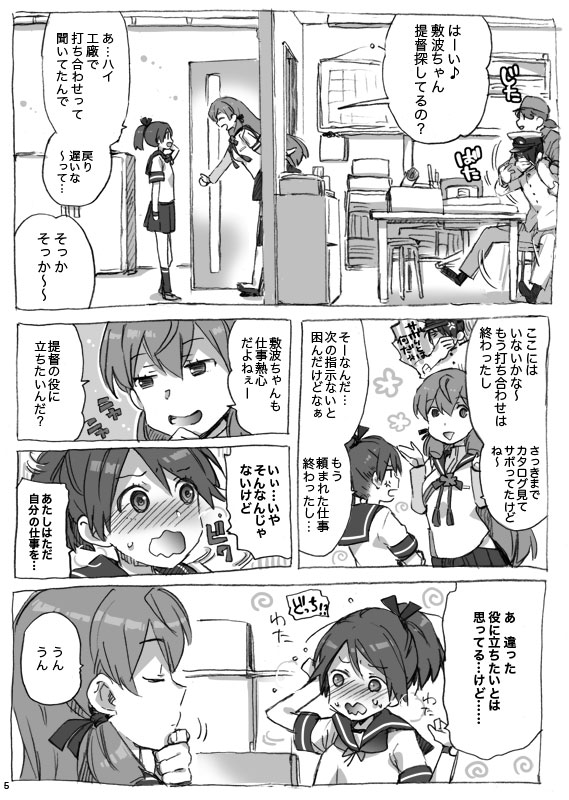 はーい♪
敷波ちゃん
提督探してるの？
じた
ばた
あ…ハイ
工廠で
打ち合わせって
聞いてたんで
戻り
遅いな
〜って…
そっか
そっか〜〜
ここには
いないかな〜
もう打ち合わせは
終わったし
さっきまで
カタログ見て
サボってたけど
ね〜
そーなんだ…
次の指示ないと
困んだけどなぁ
もう
頼まれた仕事
終わったし…
敷波ちゃんも
仕事熱心
だよねぇー
提督の役に
立ちたいんだ？
いぃ…いや
そんなんじゃ
ないけど
ビクッ
あたしはただ
自分の仕事を…
あ 違った
役に立ちたいとは
思ってる…けど……
どっち!?
わた
わた
うん
うん
5